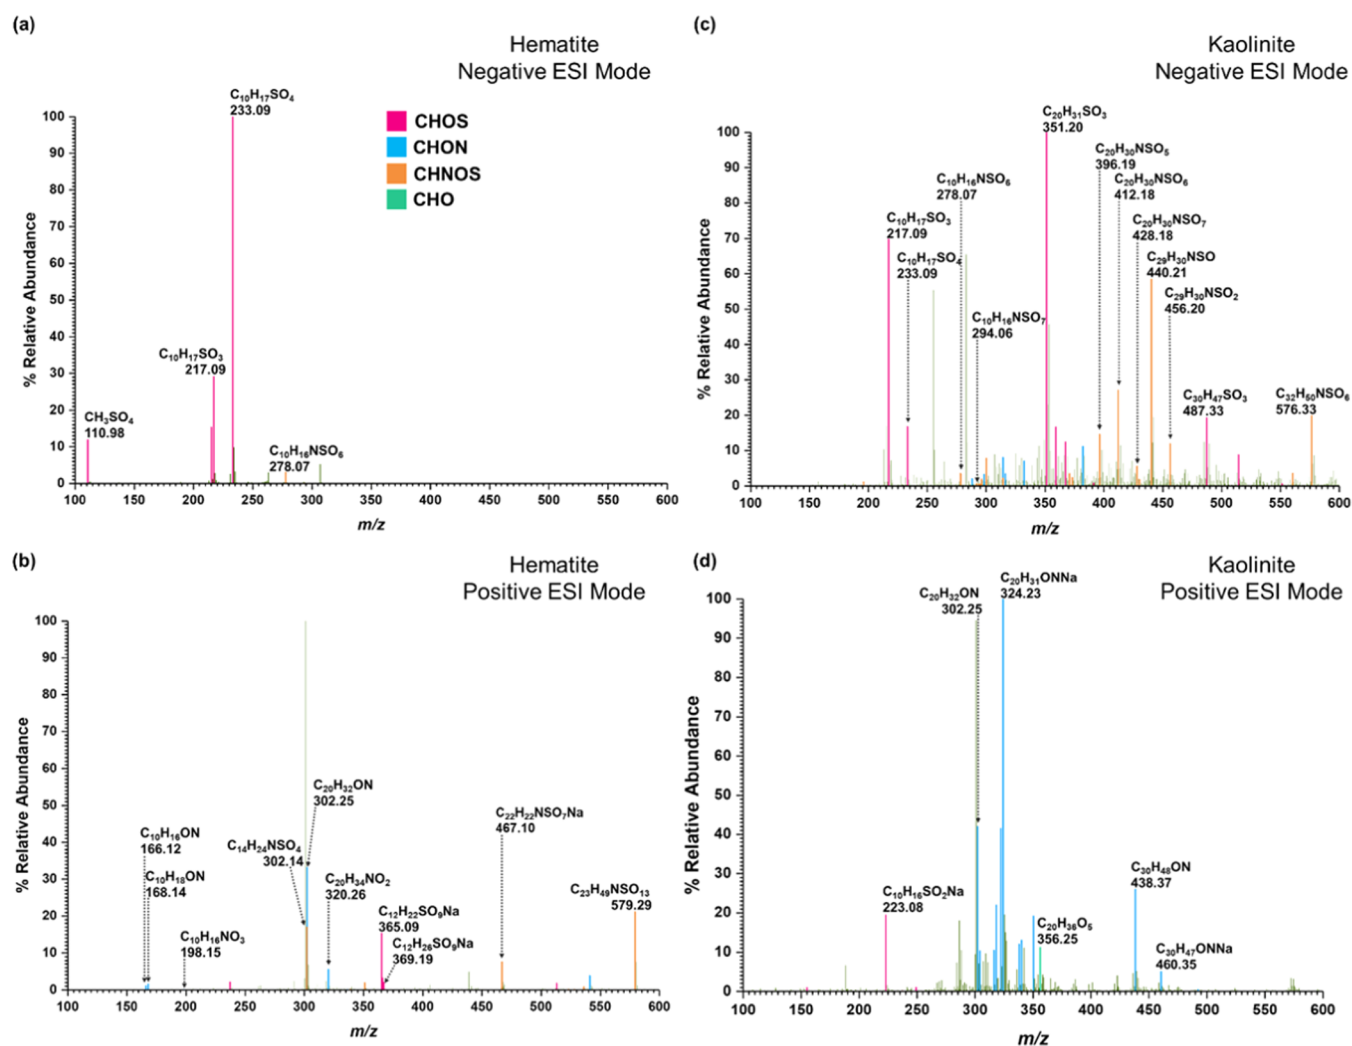 (a)
Hematite
Negative ESI Mode
C₁₀H₁₇SO₄
233.09
CHOS
CHON
CHNOS
CHO
C₁₀H₁₇SO₃
217.09
CH₃SO₄
110.98
C₁₀H₁₆NSO₆
278.07
% Relative Abundance
100
90
80
70
60
50
40
30
20
10
0
100 150 200 250 300 350 400 450 500 550 600
m/z
(c)
Kaolinite
Negative ESI Mode
C₂₀H₃₁SO₃
351.20
C₂₀H₃₀NSO₅
396.19
C₁₀H₁₆NSO₆
278.07
C₂₀H₃₀NSO₆
412.18
C₁₀H₁₇SO₃
217.09
C₂₀H₃₀NSO₇
428.18
C₁₀H₁₇SO₄
233.09
C₂₉H₃₀NSO
440.21
C₂₉H₃₀NSO₂
456.20
C₁₀H₁₆NSO₇
294.06
C₃₀H₄₇SO₃
487.33
C₃₂H₅₀NSO₆
576.33
% Relative Abundance
100
90
80
70
60
50
40
30
20
10
0
100 150 200 250 300 350 400 450 500 550 600
m/z
(b)
Hematite
Positive ESI Mode
C₂₀H₃₂ON
302.25
C₁₀H₁₆ON
166.12
C₁₄H₂₄NSO₄
302.14
C₂₂H₂₂NSO₇Na
467.10
C₁₀H₁₈ON
168.14
C₂₀H₃₄NO₂
320.26
C₂₃H₄₉NSO₁₃
579.29
C₁₂H₂₂SO₉Na
365.09
C₁₀H₁₆NO₃
198.15
C₁₂H₂₆SO₉Na
369.19
% Relative Abundance
100
90
80
70
60
50
40
30
20
10
0
100 150 200 250 300 350 400 450 500 550 600
m/z
(d)
Kaolinite
Positive ESI Mode
C₂₀H₃₁ONNa
324.23
C₂₀H₃₂ON
302.25
C₃₀H₄₈ON
438.37
C₁₀H₁₆SO₂Na
223.08
C₂₀H₃₆O₅
356.25
C₃₀H₄₇ONNa
460.35
% Relative Abundance
100
90
80
70
60
50
40
30
20
10
0
100 150 200 250 300 350 400 450 500 550 600
m/z